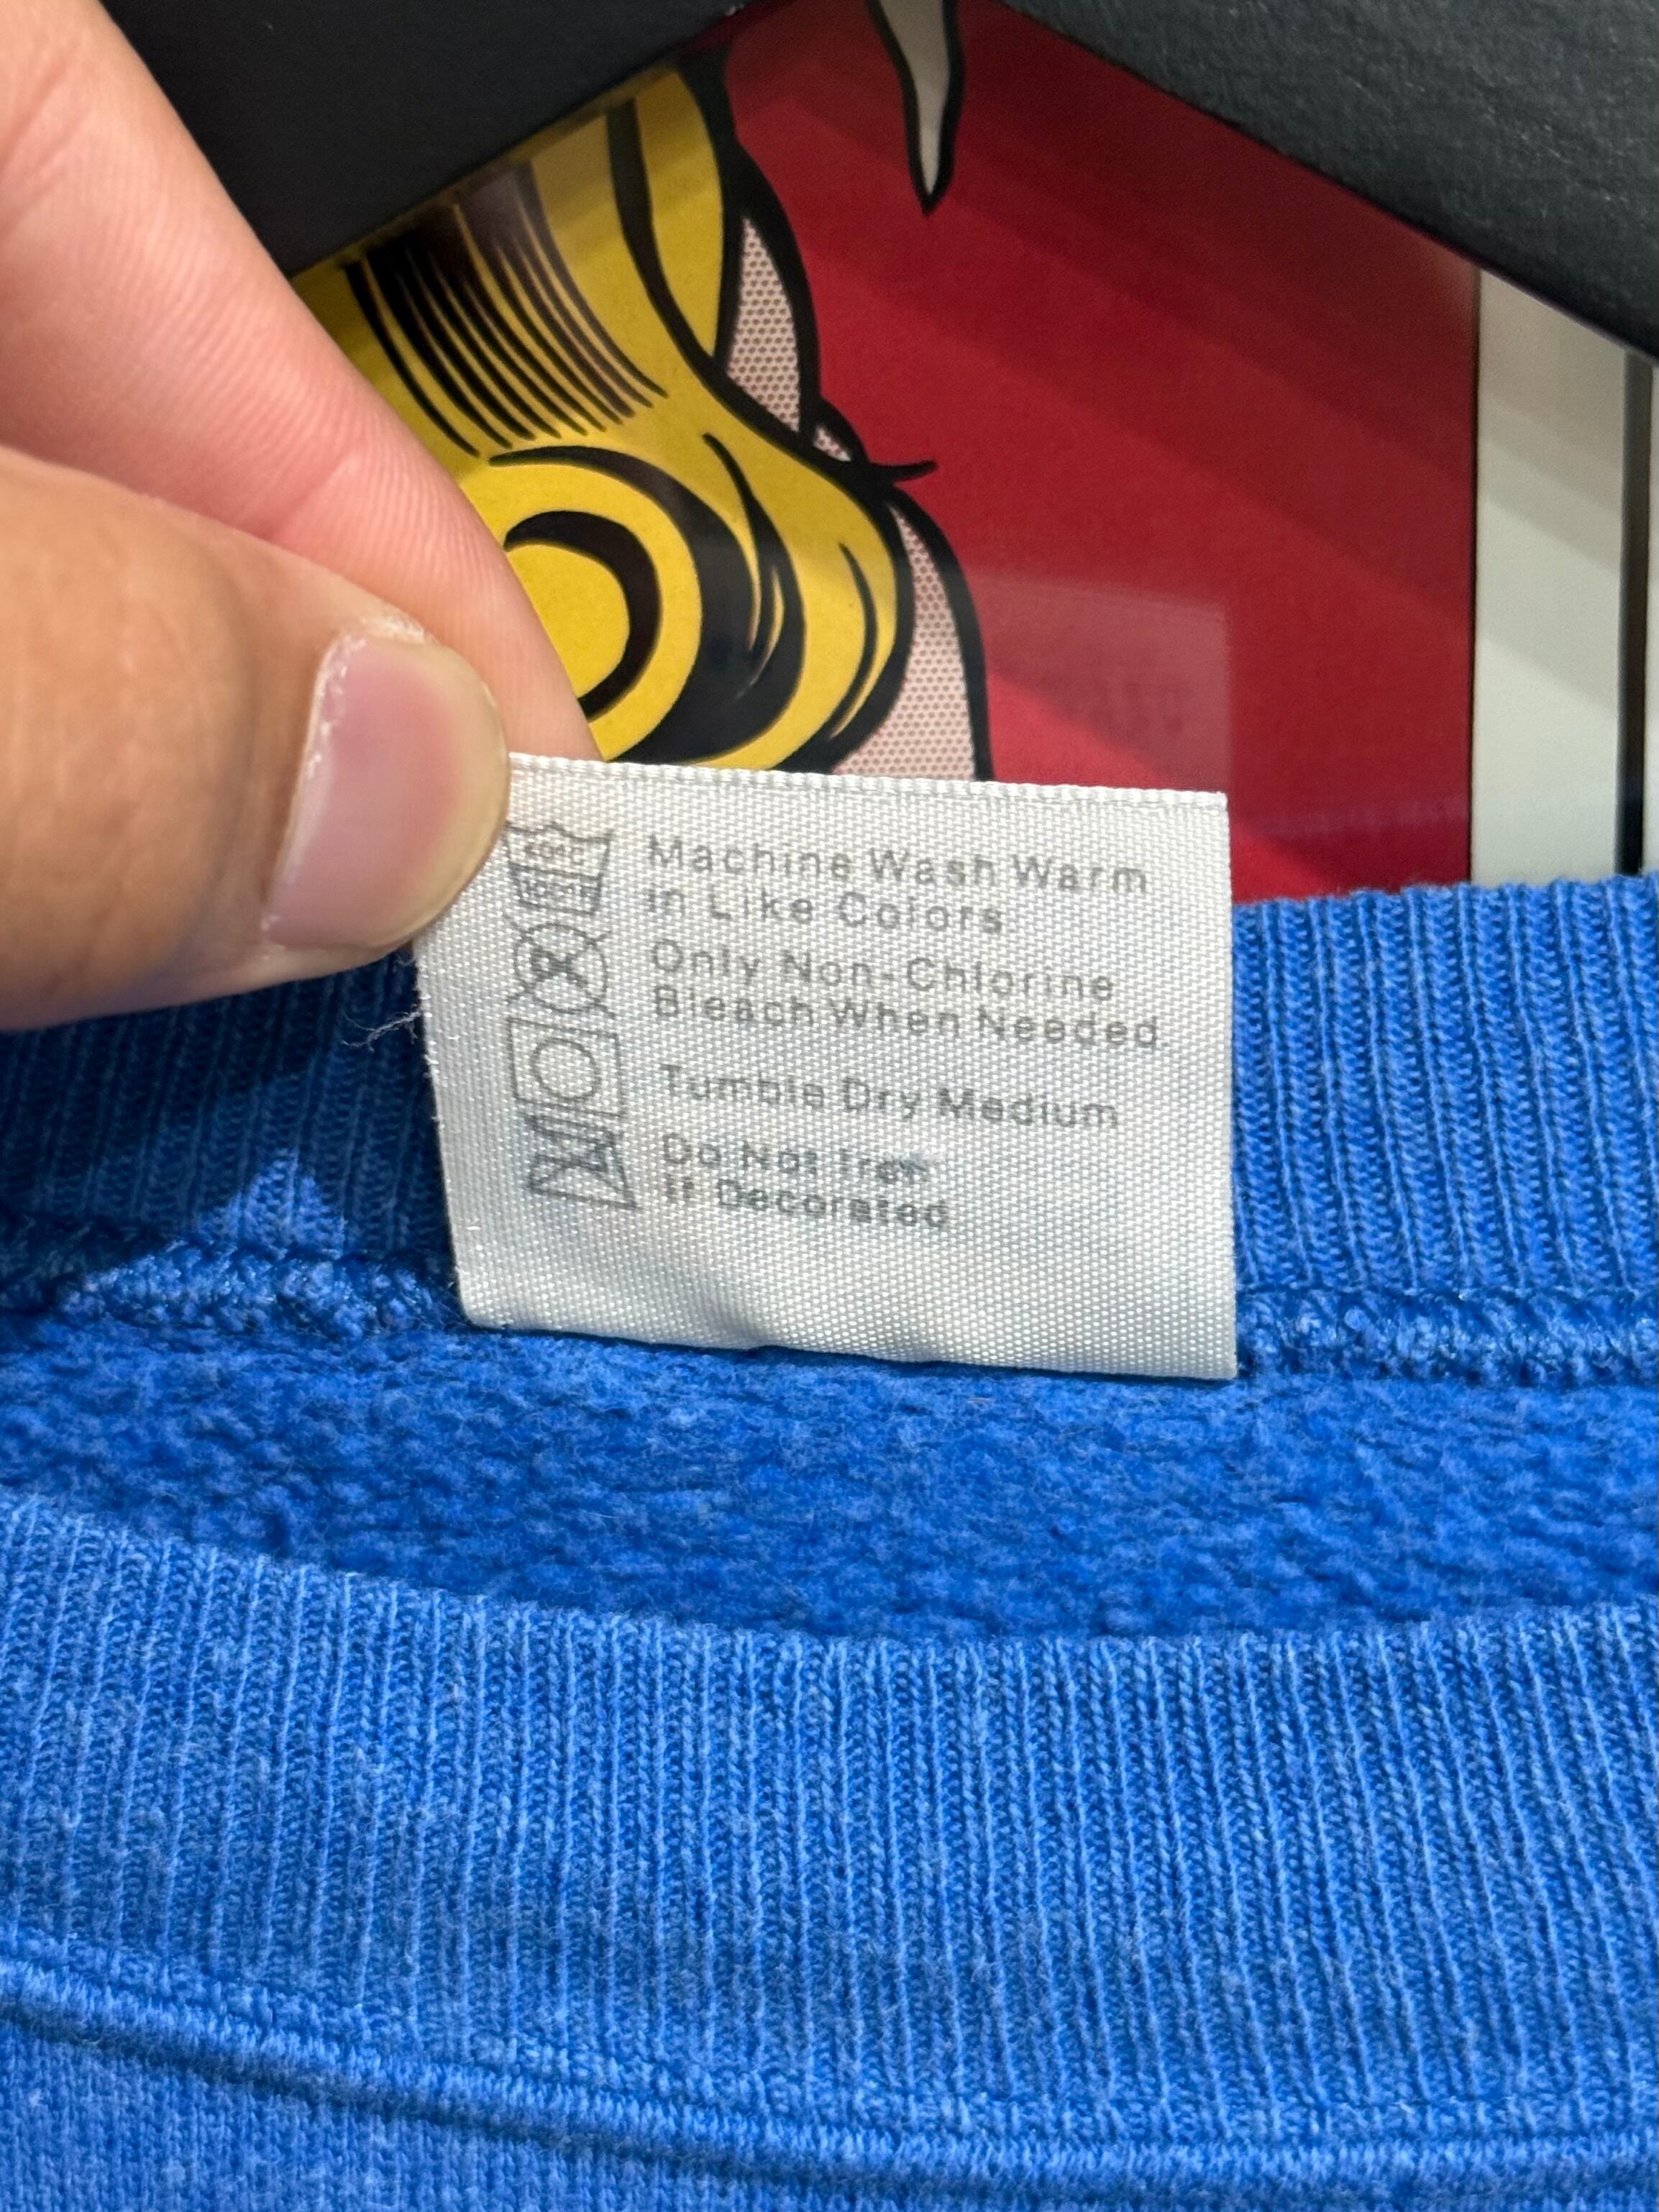 40°C
Machine Wash Warm
in Like Colors.
Only Non-Chlorine
Bleach When Needed.
Tumble Dry Medium
Do Not Iron
If Decorated